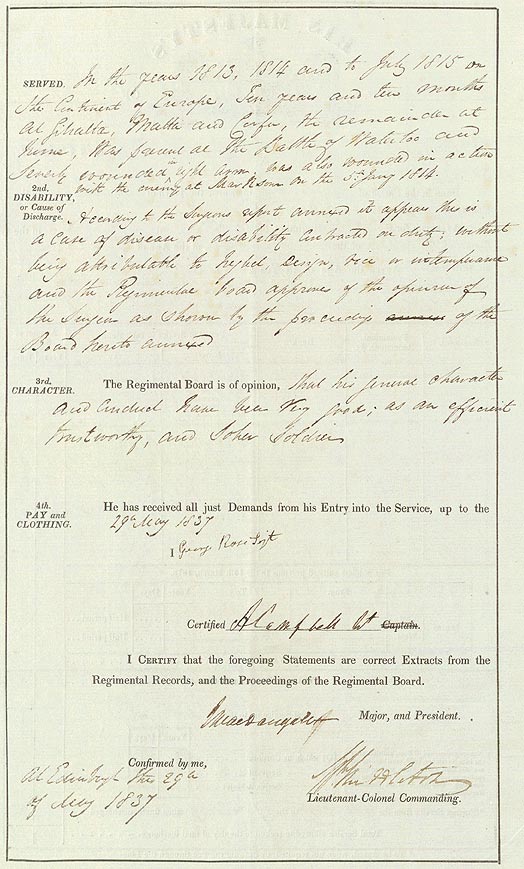 SERVED. In the years 1813, 1814 and to July 1815 on
the Continent of Europe, Ten years and two months
at Gibraltar, Malta and Corfu, the remainder at
home, Was present at the Battle of Waterloo and
severly wounded in right arm, was also wounded in action
with the enemy at Merksom on the 5th Jany 1814.
2nd.
DISABILITY,
or Cause of
Discharge.
According to the Surgeons report annexed it appears this is
a case of disease or disability contracted on duty; without
being attributable to neglect, design, vice or intemperance
and the Regimental board approves of the opinion of
the Surgeon as shewn by the proceedings annexed of the
Board hereto annexed
3rd.
CHARACTER.
The Regimental Board is of opinion, that his general character
and Conduct have been Very good; as an efficient
trustworthy, and Sober Soldier
4th.
PAY and
CLOTHING.
He has received all just Demands from his Entry into the Service, up to the
29th May 1837
I George Ross Sjt
Certified A Campbell Lt Captain.
I CERTIFY that the foregoing Statements are correct Extracts from the
Regimental Records, and the Proceedings of the Regimental Board.
Major, and President.
Confirmed by me,
At Edinburgh the 29th
of May 1837
Lieutenant-Colonel Commanding.